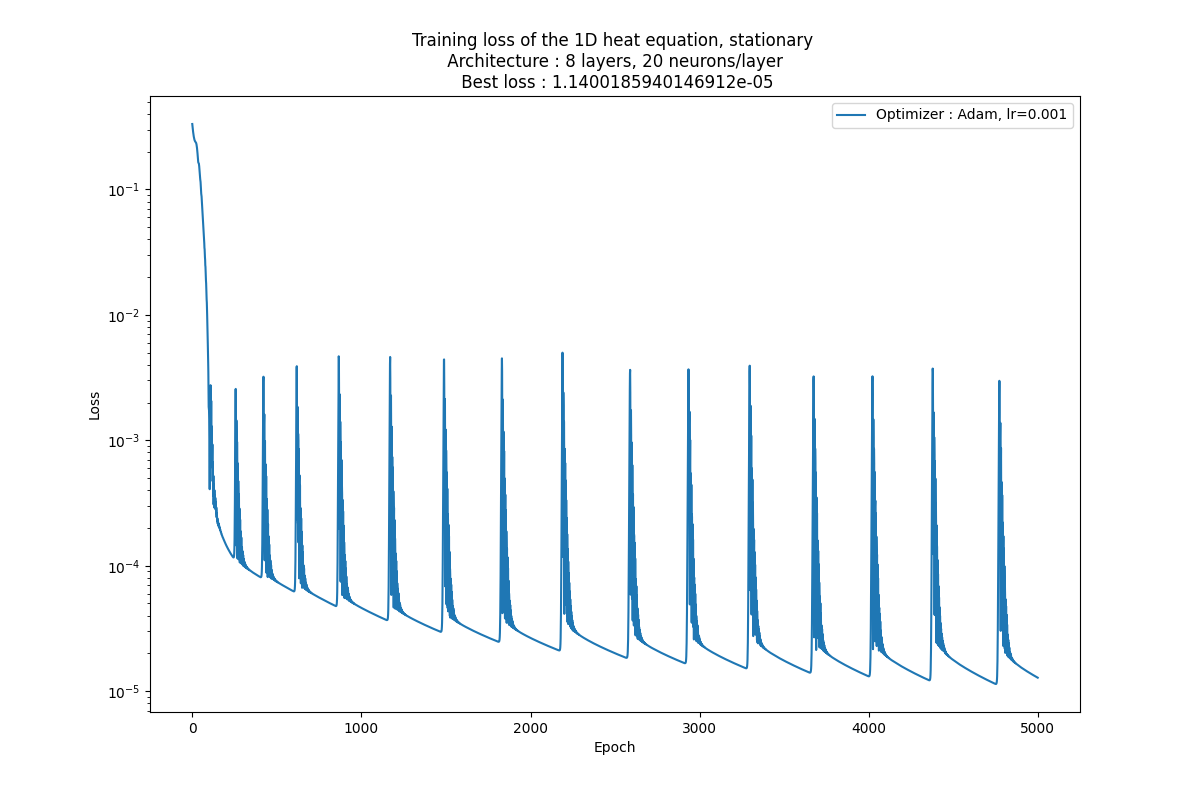 Training loss of the 1D heat equation, stationary
Architecture : 8 layers, 20 neurons/layer
Best loss : 1.1400185940146912e-05
Optimizer : Adam, lr=0.001
Loss
10⁻¹
10⁻²
10⁻³
10⁻⁴
10⁻⁵
0 1000 2000 3000 4000 5000
Epoch